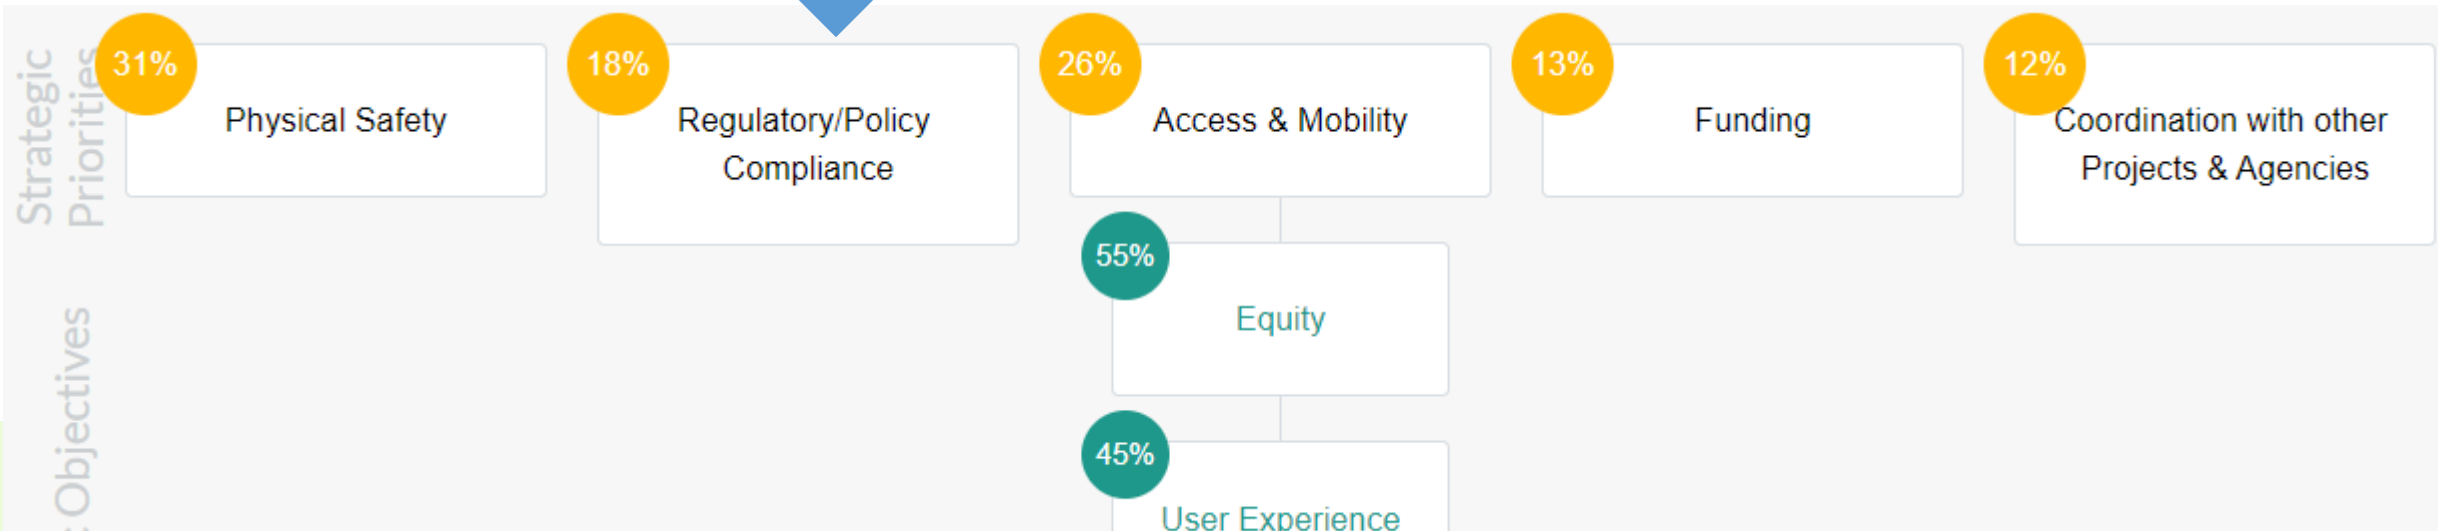 Strategic
Priorities
31%
Physical Safety
18%
Regulatory/Policy
Compliance
26%
Access & Mobility
13%
Funding
12%
Coordination with other
Projects & Agencies
Objectives
55%
Equity
45%
User Experience